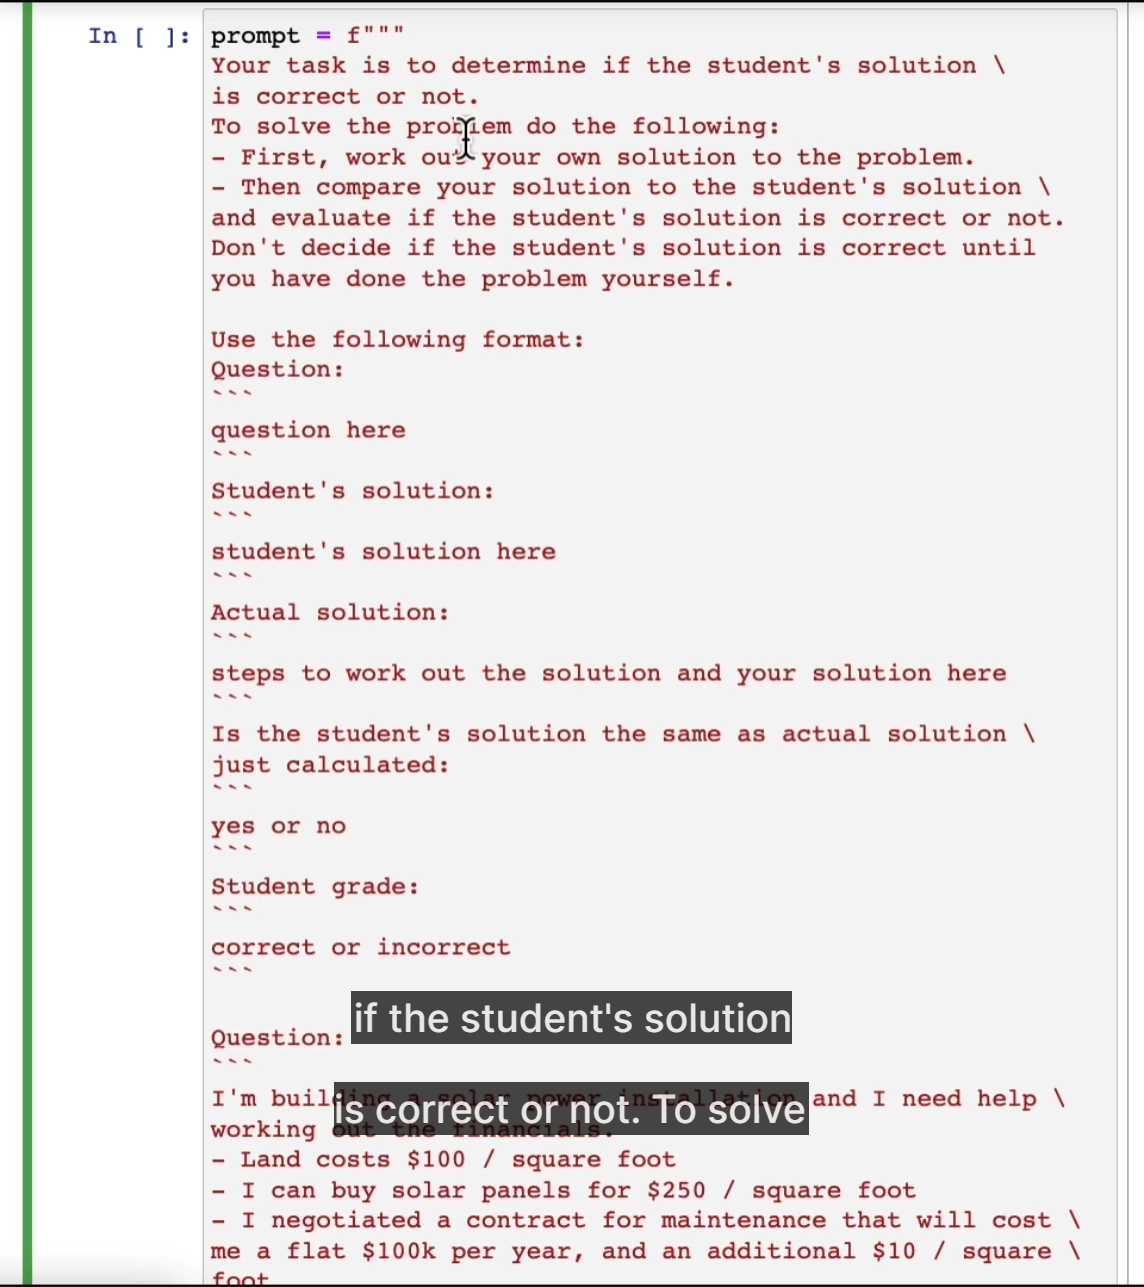 In [ ]: prompt = f"""
Your task is to determine if the student's solution \
is correct or not.
To solve the problem do the following:
- First, work out your own solution to the problem.
- Then compare your solution to the student's solution \
and evaluate if the student's solution is correct or not.
Don't decide if the student's solution is correct until
you have done the problem yourself.

Use the following format:
Question:
```
question here
```
Student's solution:
```
student's solution here
```
Actual solution:
```
steps to work out the solution and your solution here
```
Is the student's solution the same as actual solution \
just calculated:
```
yes or no
```
Student grade:
```
correct or incorrect
```

if the student's solution
Question:
```
is correct or not. To solve
I'm building a solar power installation and I need help \
working out the financials.
- Land costs $100 / square foot
- I can buy solar panels for $250 / square foot
- I negotiated a contract for maintenance that will cost \
me a flat $100k per year, and an additional $10 / square \
foot